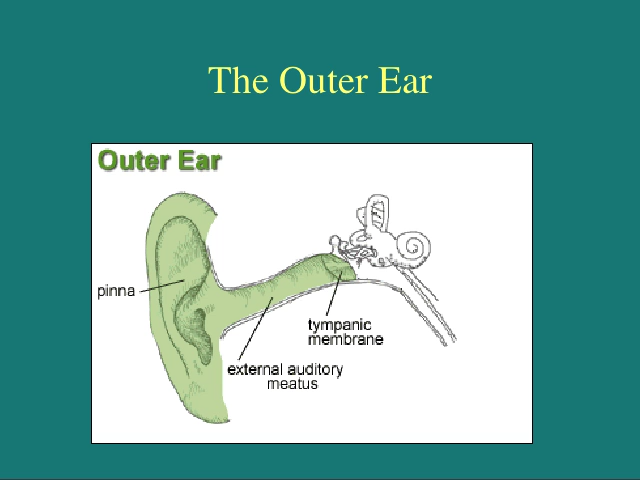 The Outer Ear
Outer Ear
pinna
tympanic
membrane
external auditory
meatus